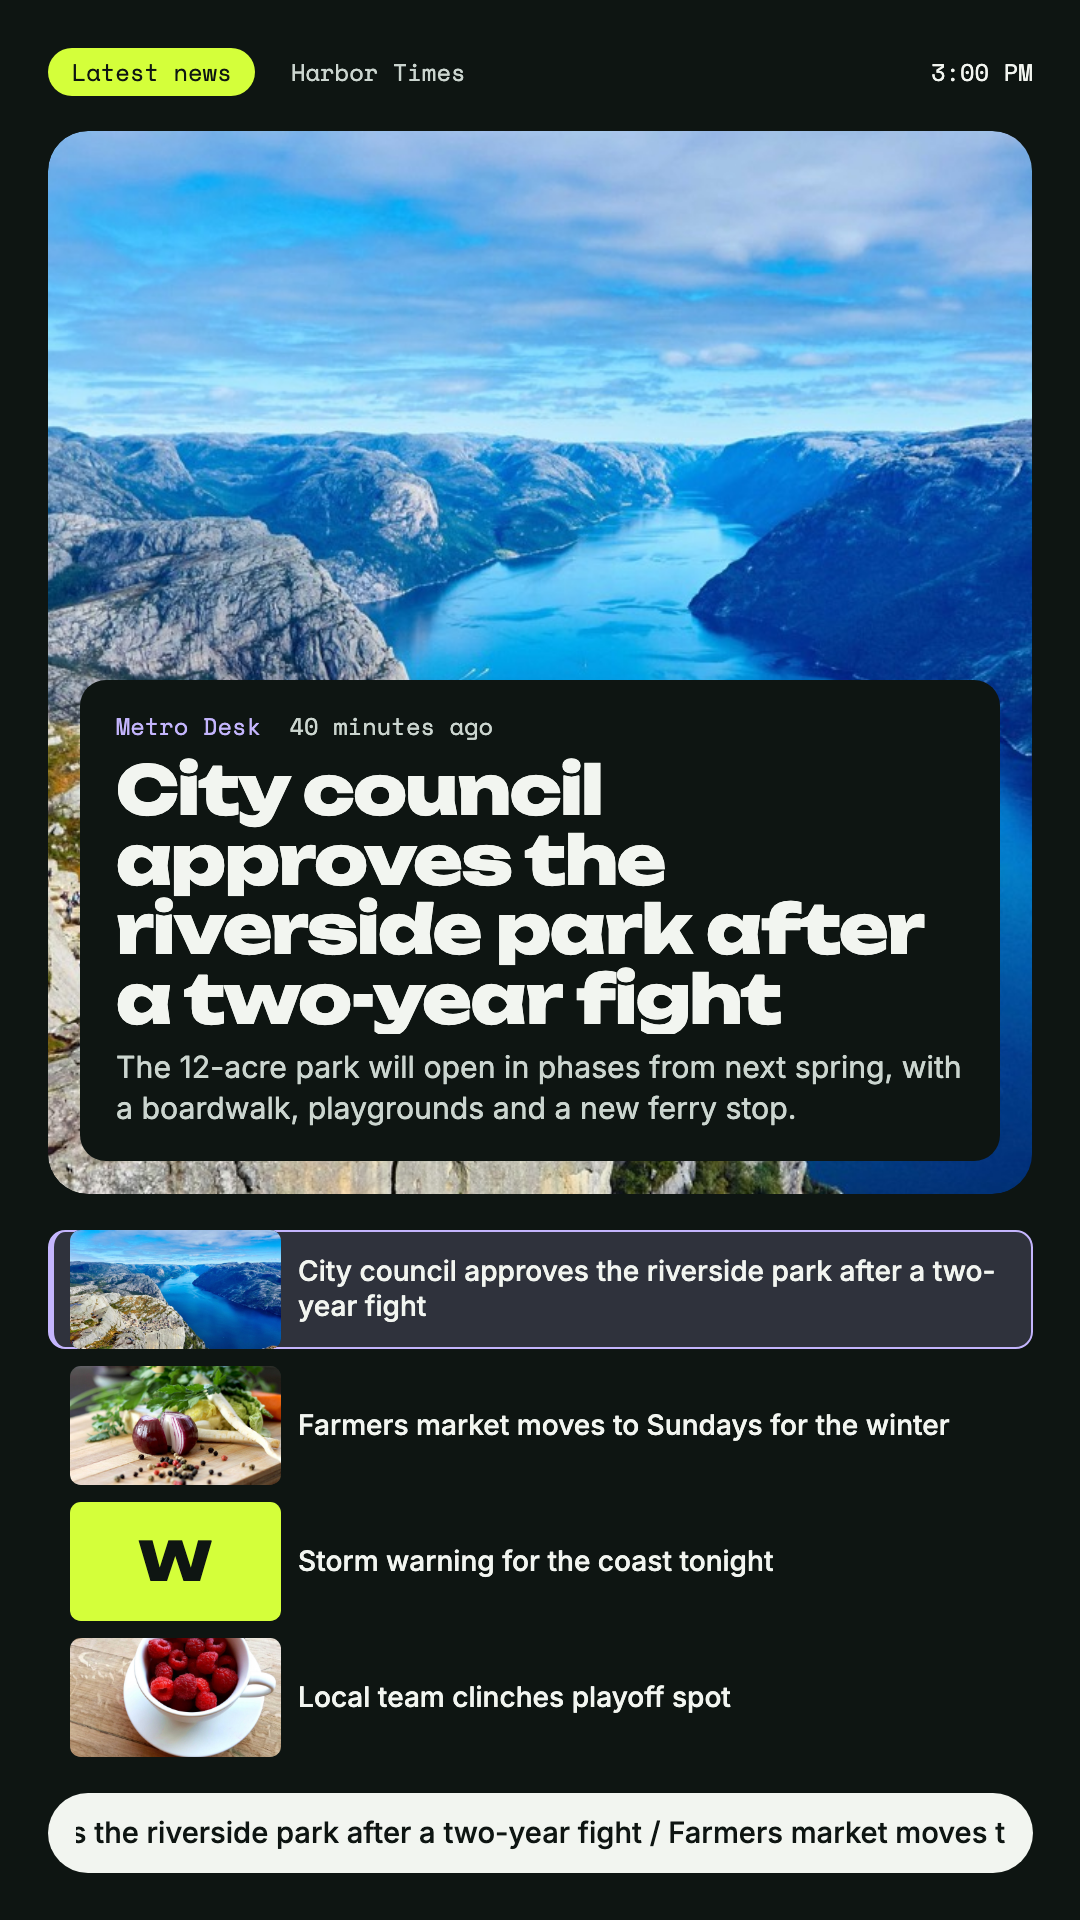 Latest news
Harbor Times
3:00 PM
Metro Desk 40 minutes ago
City council
approves the
riverside park after
a two-year fight
The 12-acre park will open in phases from next spring, with
a boardwalk, playgrounds and a new ferry stop.
City council approves the riverside park after a two-
year fight
Farmers market moves to Sundays for the winter
W
Storm warning for the coast tonight
Local team clinches playoff spot
s the riverside park after a two-year fight / Farmers market moves t